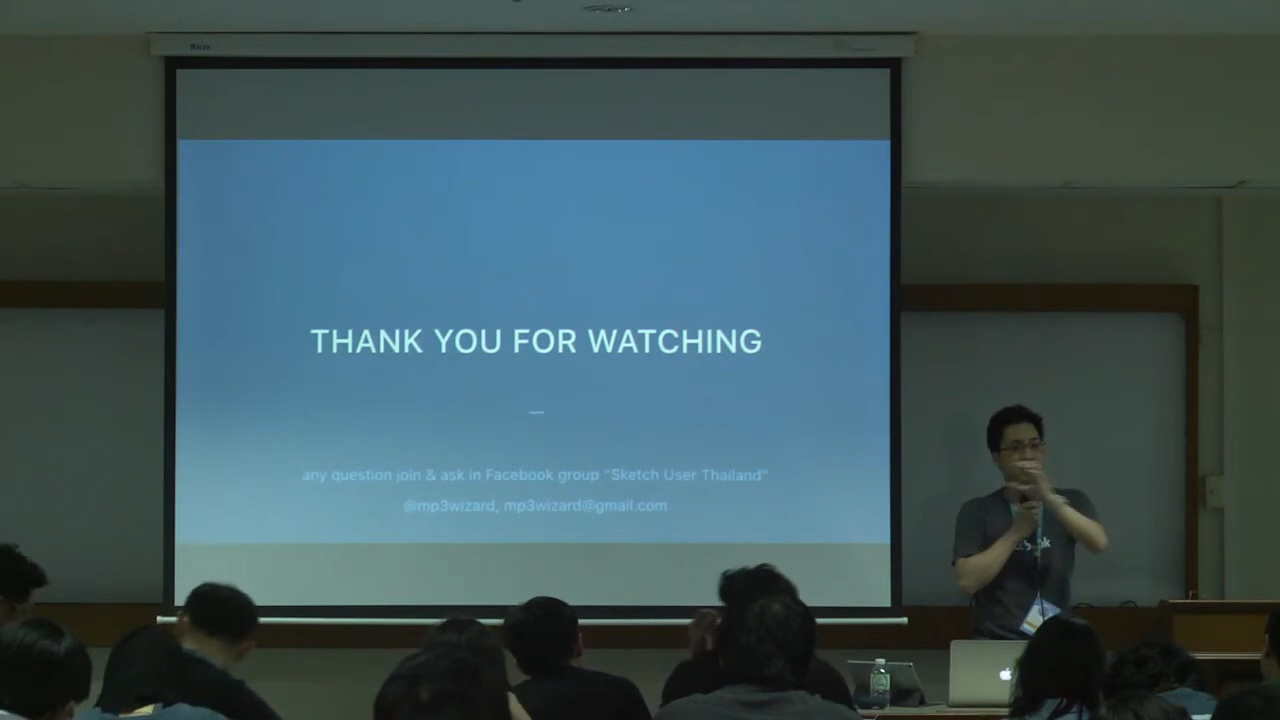 THANK YOU FOR WATCHING
any question join & ask in Facebook group "Sketch User Thailand"
@mp3wizard, mp3wizard@gmail.com